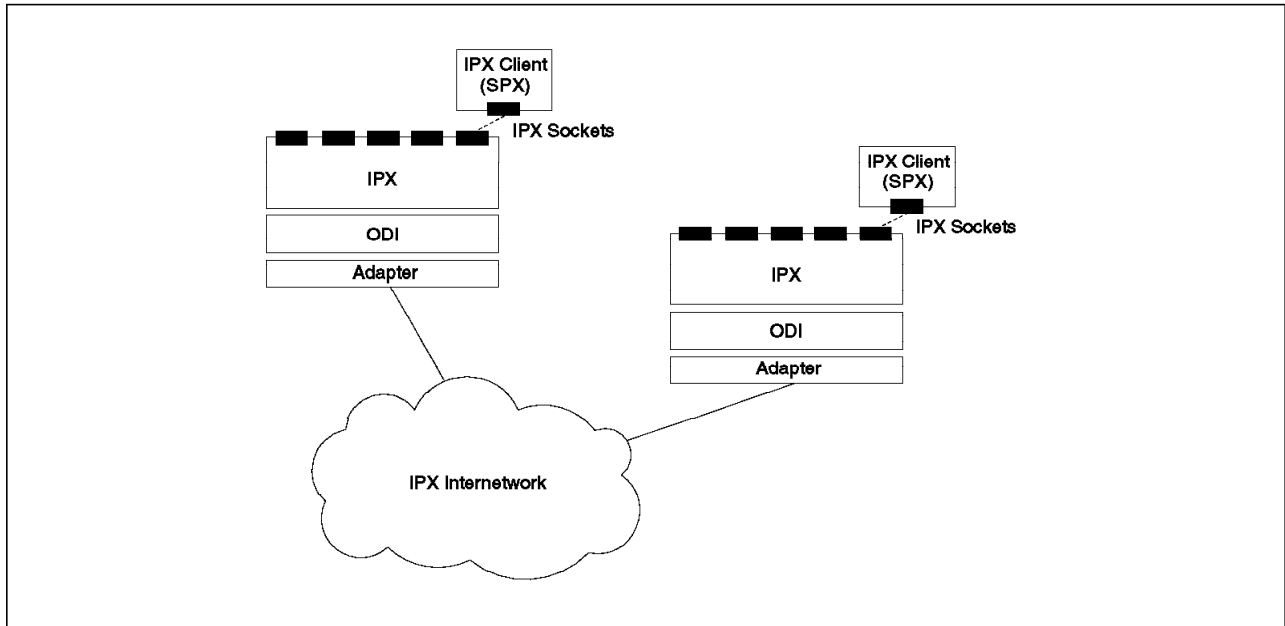 IPX Client
(SPX)
IPX Sockets
IPX
ODI
Adapter
IPX Client
(SPX)
IPX Sockets
IPX
ODI
Adapter
IPX Internetwork